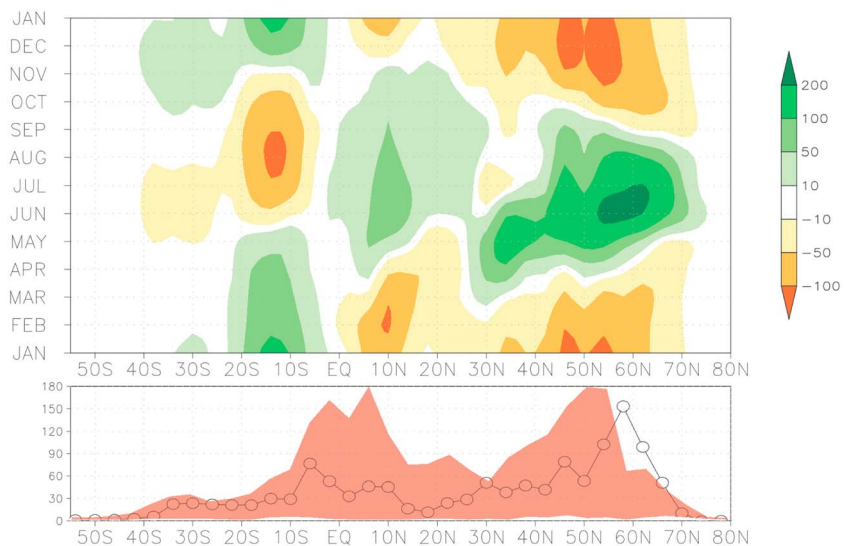 JAN
DEC
NOV
OCT
SEP
AUG
JUL
JUN
MAY
APR
MAR
FEB
JAN
50S 40S 30S 20S 10S EQ 10N 20N 30N 40N 50N 60N 70N 80N
200
100
50
10
-10
-50
-100
180
150
120
90
60
30
0
50S 40S 30S 20S 10S EQ 10N 20N 30N 40N 50N 60N 70N 80N